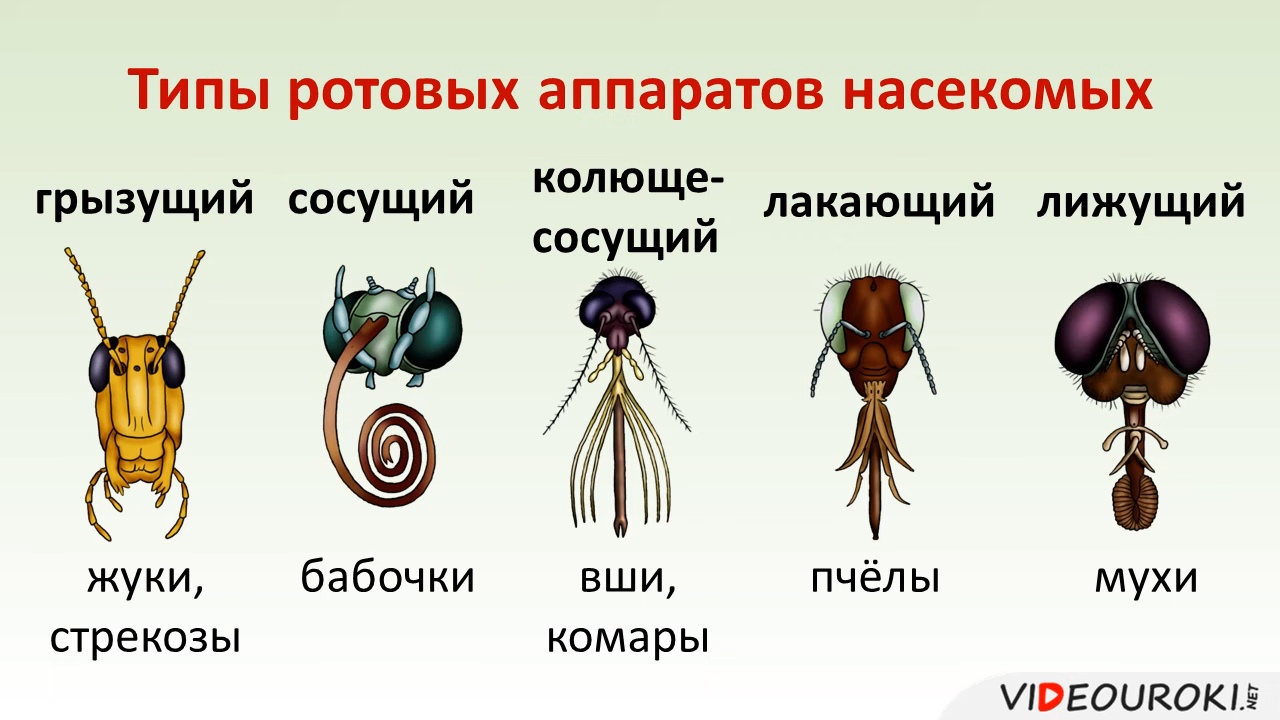 Типы ротовых аппаратов насекомых
грызущий
сосущий
колюще-
сосущий
лакающий
лижущий
жуки,
стрекозы
бабочки
вши,
комары
пчёлы
мухи
VIDEOUROKI.NET